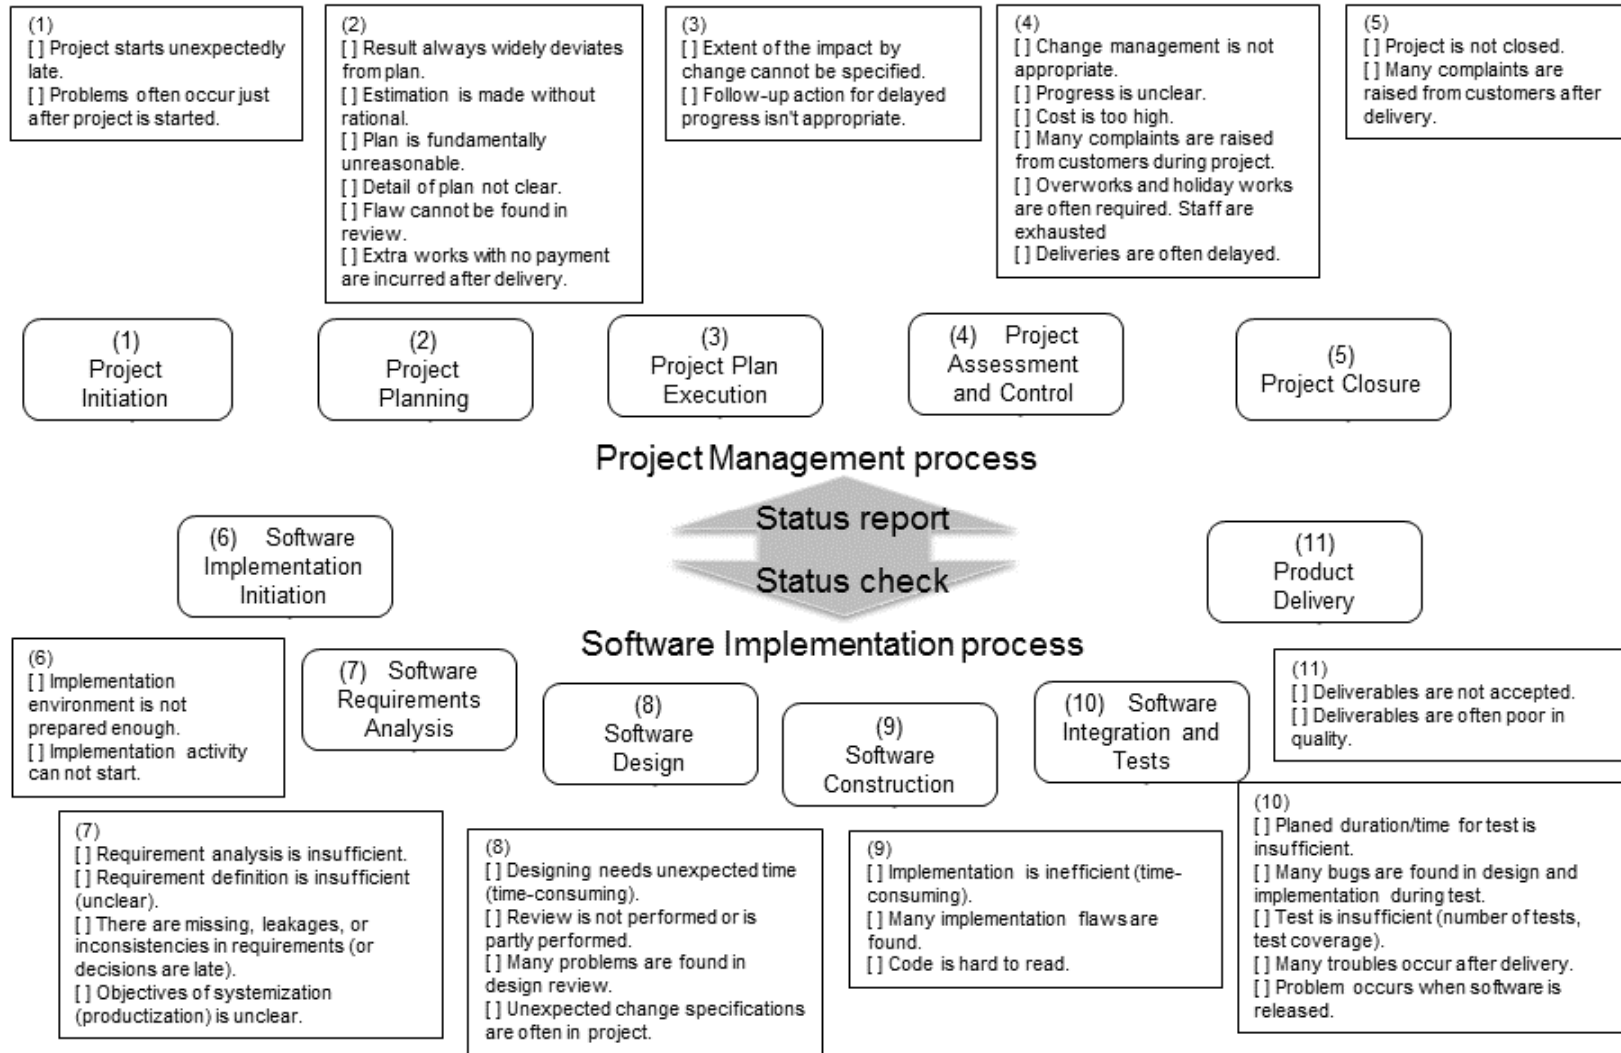 (1)
[ ] Project starts unexpectedly
late.
[ ] Problems often occur just
after project is started.
(2)
[ ] Result always widely deviates
from plan.
[ ] Estimation is made without
rational.
[ ] Plan is fundamentally
unreasonable.
[ ] Detail of plan not clear.
[ ] Flaw cannot be found in
review.
[ ] Extra works with no payment
are incurred after delivery.
(3)
[ ] Extent of the impact by
change cannot be specified.
[ ] Follow-up action for delayed
progress isn't appropriate.
(4)
[ ] Change management is not
appropriate.
[ ] Progress is unclear.
[ ] Cost is too high.
[ ] Many complaints are raised
from customers during project.
[ ] Overworks and holiday works
are often required. Staff are
exhausted
[ ] Deliveries are often delayed.
(5)
[ ] Project is not closed.
[ ] Many complaints are
raised from customers after
delivery.
(1)
Project
Initiation
(2)
Project
Planning
(3)
Project Plan
Execution
(4) Project
Assessment
and Control
(5)
Project Closure
Project Management process
Status report
Status check
Software Implementation process
(6) Software
Implementation
Initiation
(11)
Product
Delivery
(6)
[ ] Implementation
environment is not
prepared enough.
[ ] Implementation activity
can not start.
(7) Software
Requirements
Analysis
(8)
Software
Design
(9)
Software
Construction
(10) Software
Integration and
Tests
(11)
[ ] Deliverables are not accepted.
[ ] Deliverables are often poor in
quality.
(7)
[ ] Requirement analysis is insufficient.
[ ] Requirement definition is insufficient
(unclear).
[ ] There are missing, leakages, or
inconsistencies in requirements (or
decisions are late).
[ ] Objectives of systemization
(productization) is unclear.
(8)
[ ] Designing needs unexpected time
(time-consuming).
[ ] Review is not performed or is
partly performed.
[ ] Many problems are found in
design review.
[ ] Unexpected change specifications
are often in project.
(9)
[ ] Implementation is inefficient (time-
consuming).
[ ] Many implementation flaws are
found.
[ ] Code is hard to read.
(10)
[ ] Planed duration/time for test is
insufficient.
[ ] Many bugs are found in design and
implementation during test.
[ ] Test is insufficient (number of tests,
test coverage).
[ ] Many troubles occur after delivery.
[ ] Problem occurs when software is
released.